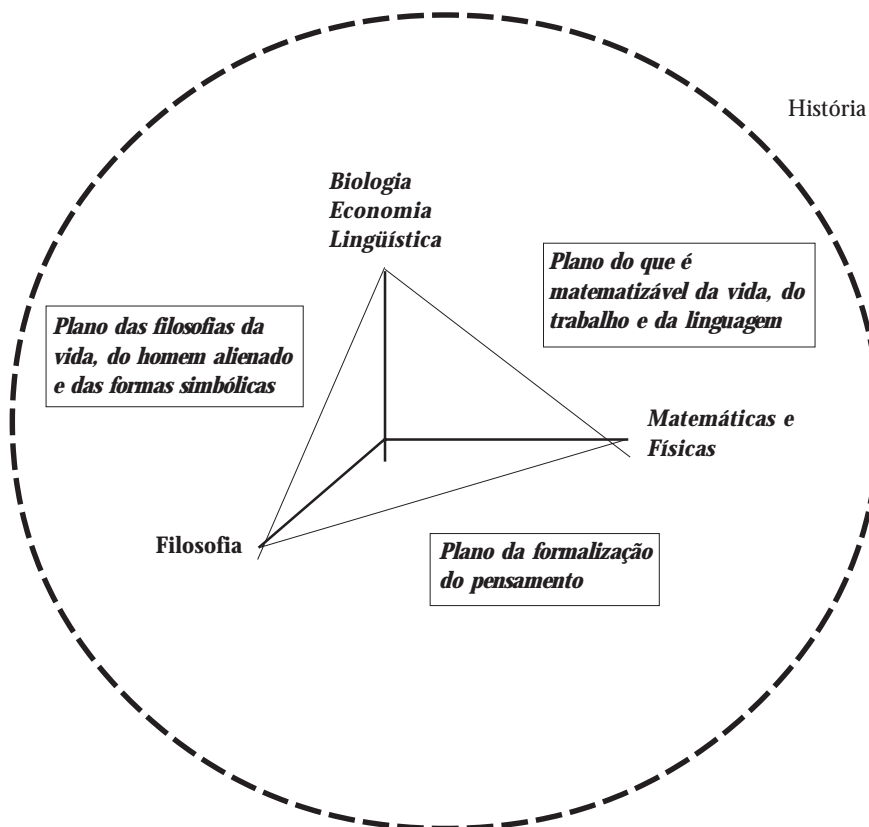 História
Biologia
Economia
Lingüística
Plano do que é
matematizável da vida, do
trabalho e da linguagem
Plano das filosofias da
vida, do homem alienado
e das formas simbólicas
Matemáticas e
Físicas
Filosofia
Plano da formalização
do pensamento